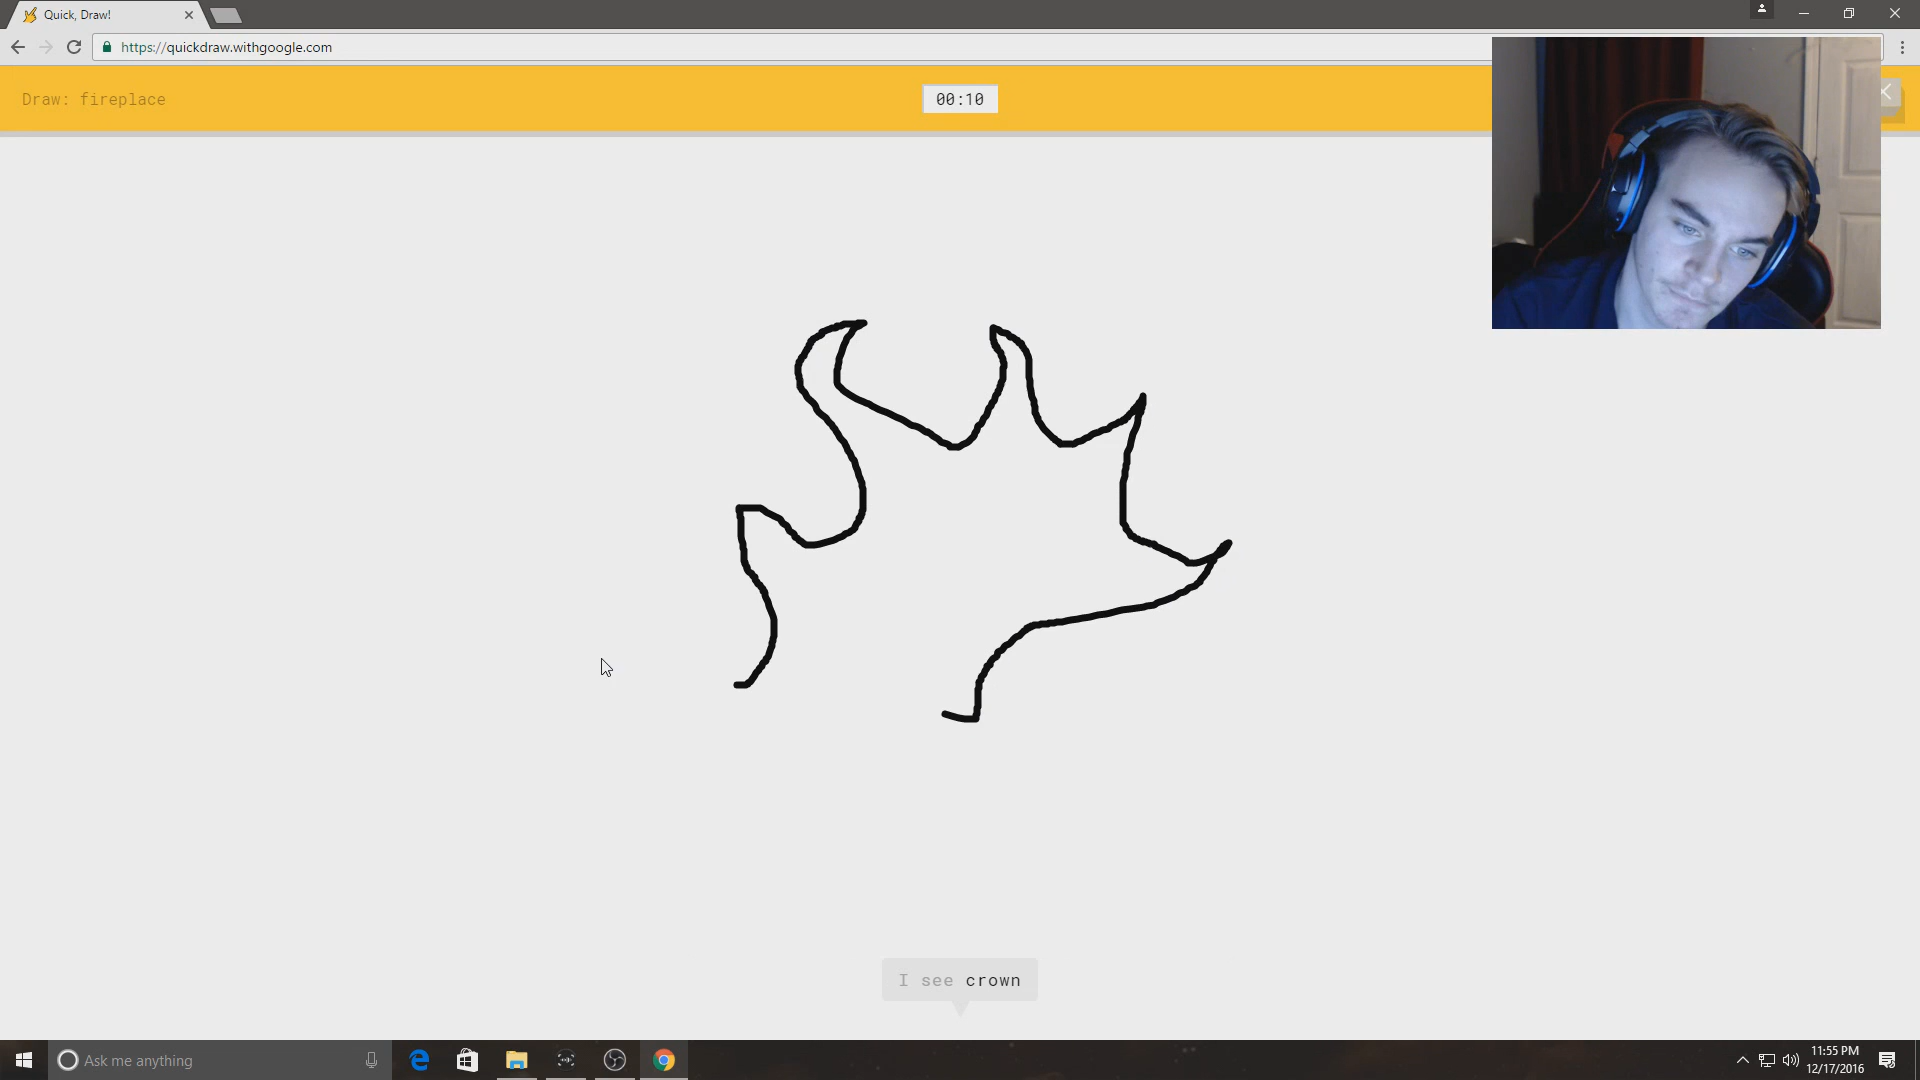 Quick, Draw!
https://quickdraw.withgoogle.com
Draw: fireplace
00:10
I see crown
Ask me anything
11:55 PM
12/17/2016